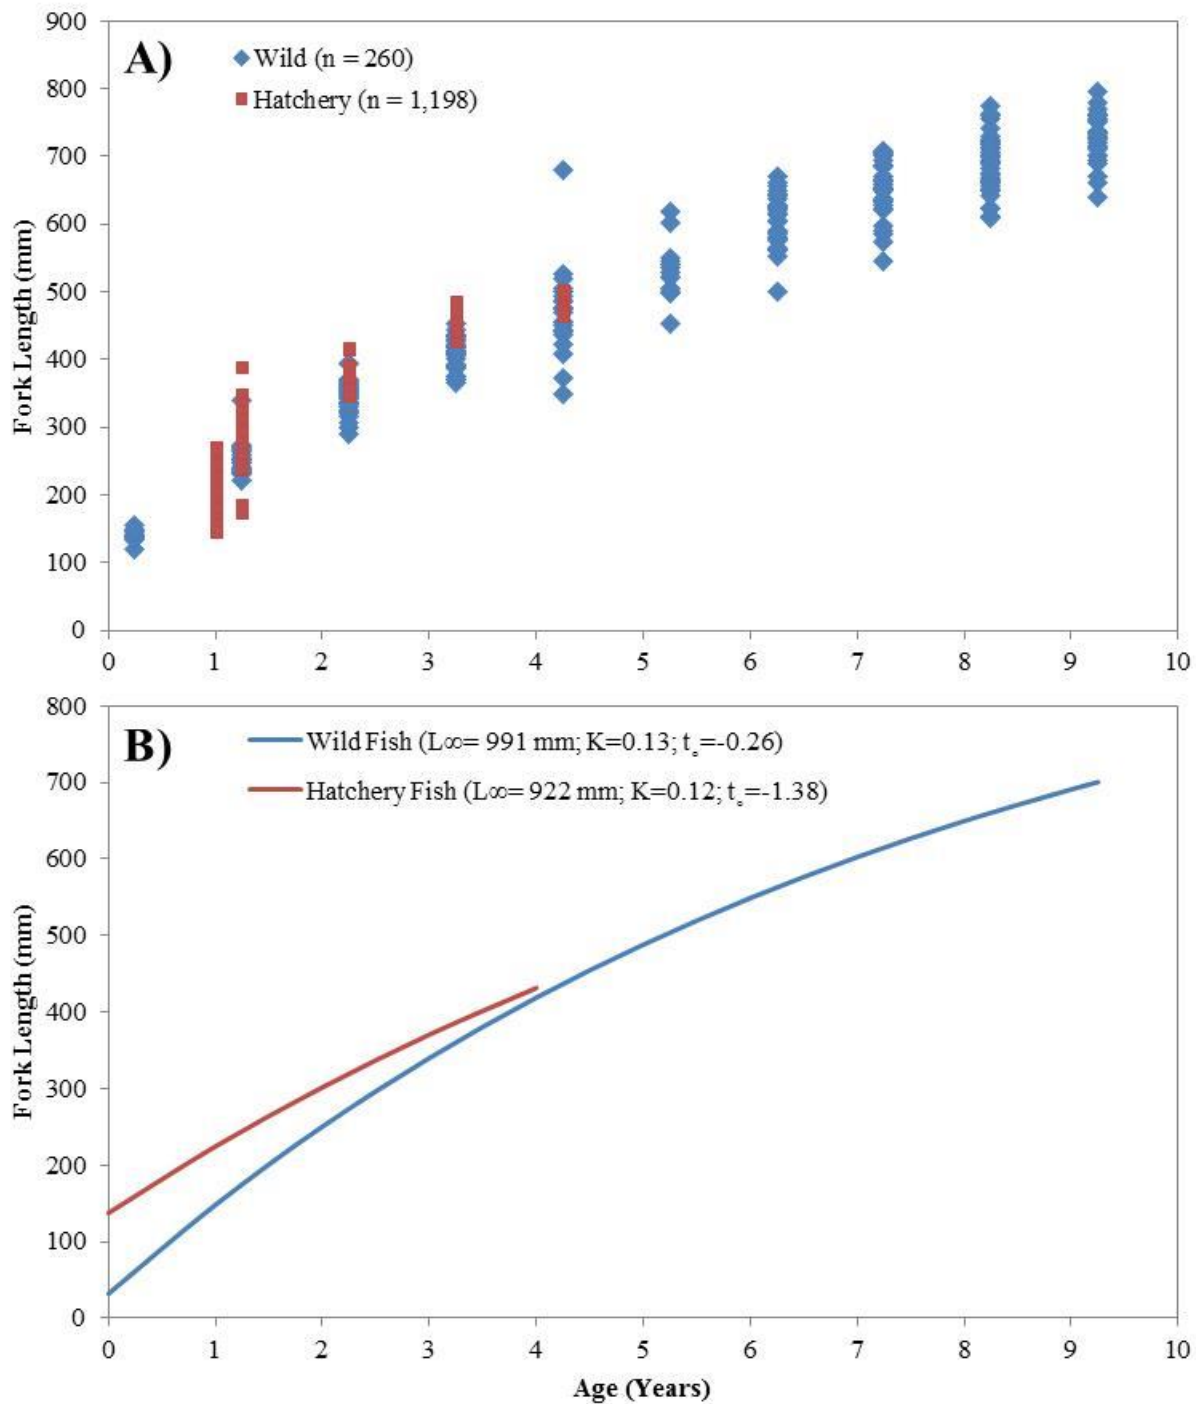 A)
Wild (n = 260)
Hatchery (n = 1,198)
900
800
700
600
500
400
300
200
100
0
Fork Length (mm)
0 1 2 3 4 5 6 7 8 9 10
B)
Wild Fish (L∞= 991 mm; K=0.13; t₀=-0.26)
Hatchery Fish (L∞= 922 mm; K=0.12; t₀=-1.38)
800
700
600
500
400
300
200
100
0
Fork Length (mm)
0 1 2 3 4 5 6 7 8 9 10
Age (Years)